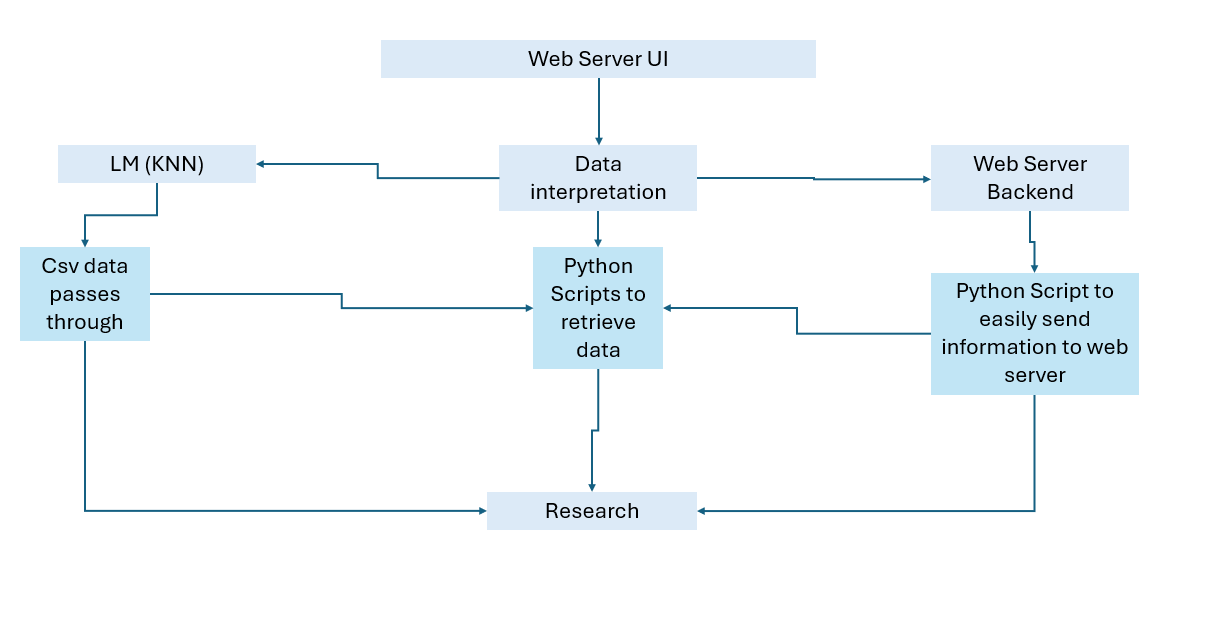 Web Server UI
LM (KNN)
Data
interpretation
Web Server
Backend
Csv data
passes
through
Python
Scripts to
retrieve
data
Python Script to
easily send
information to web
server
Research